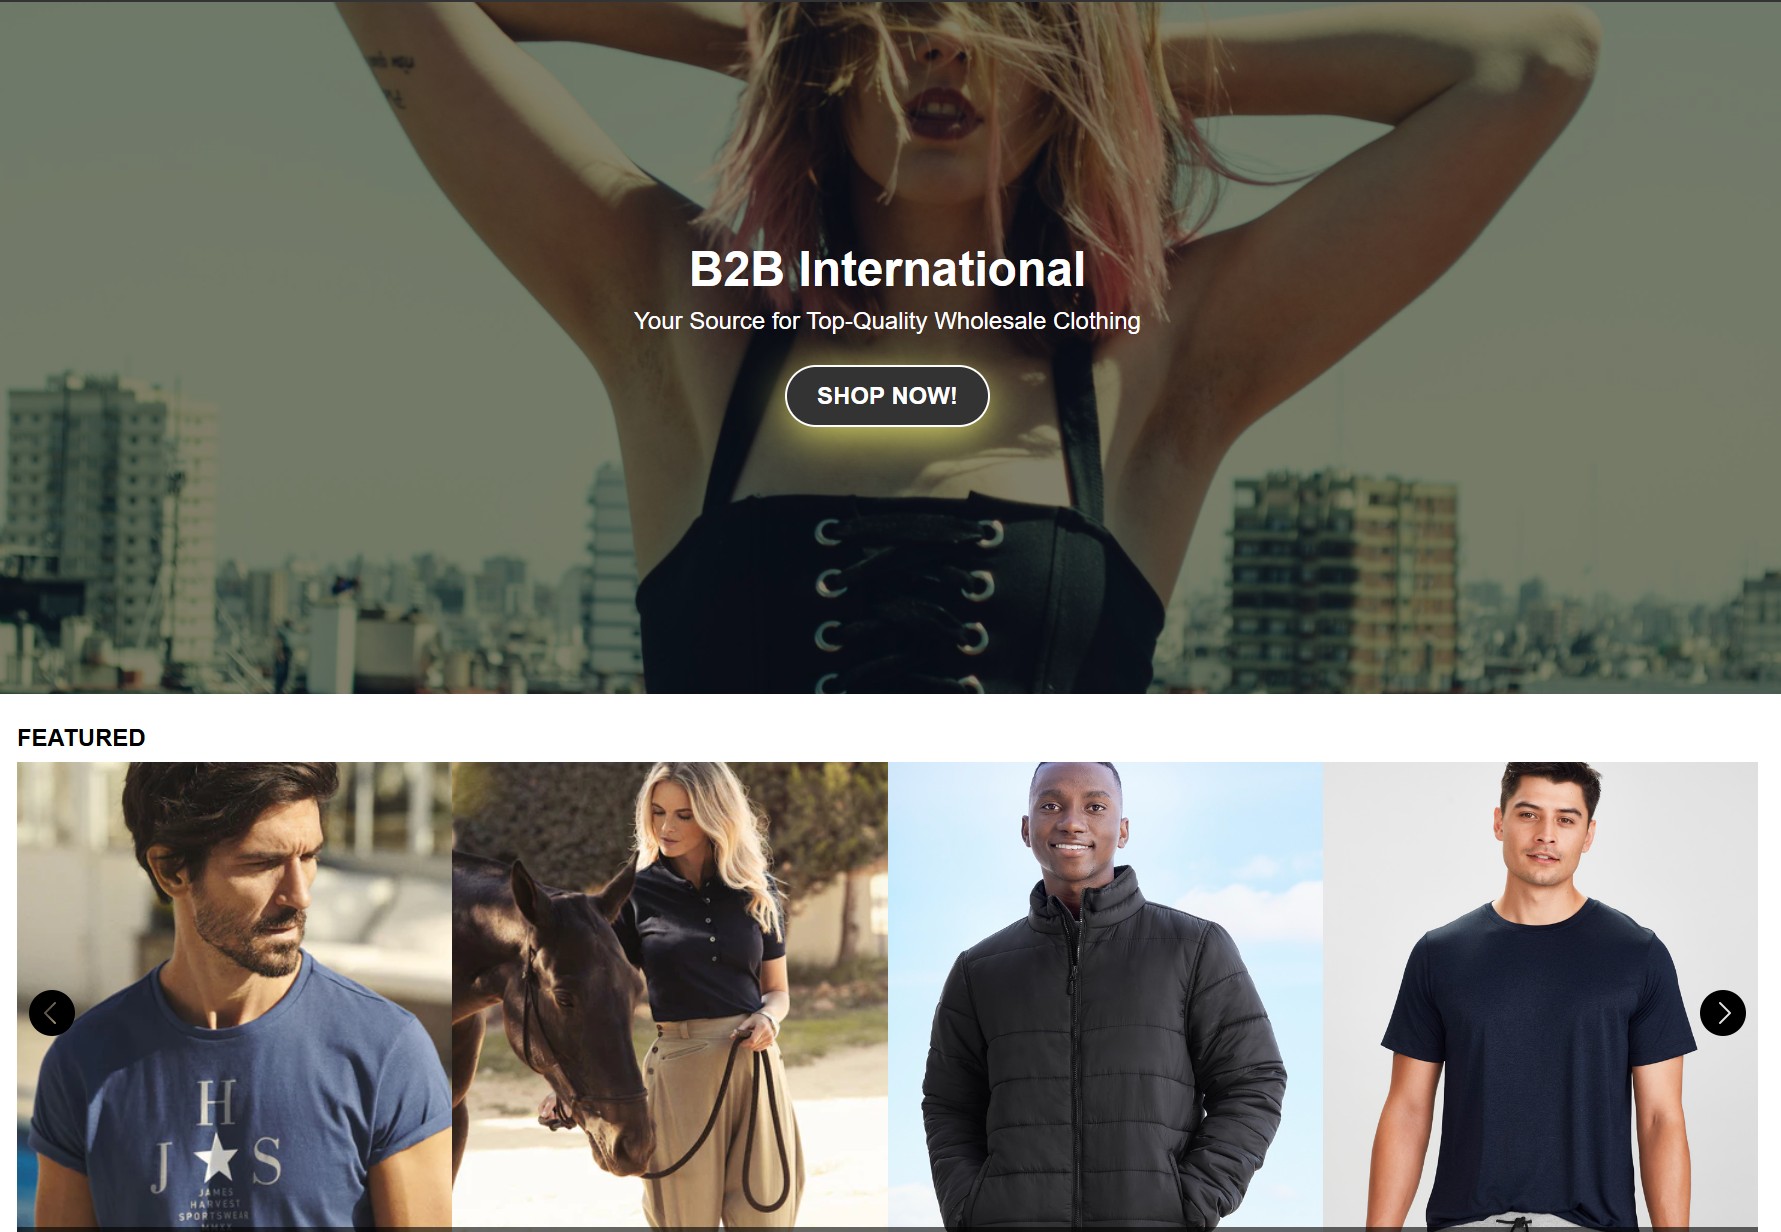 B2B International
Your Source for Top-Quality Wholesale Clothing
SHOP NOW!
FEATURED
H
J S
JAMES
HARVEST
SPORTSWEAR